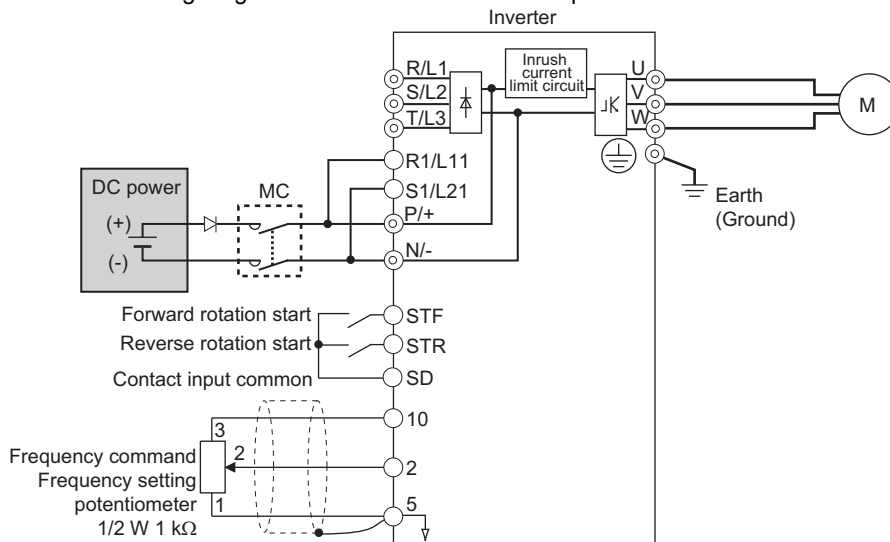 Inverter
R/L1
S/L2
T/L3
Inrush
current
limit circuit
U
V
W
M
R1/L11
S1/L21
P/+
N/-
DC power
(+)
(-)
MC
Earth
(Ground)
Forward rotation start
STF
Reverse rotation start
STR
Contact input common
SD
3
10
Frequency command
2
2
Frequency setting
potentiometer
1
5
1/2 W 1 kΩ